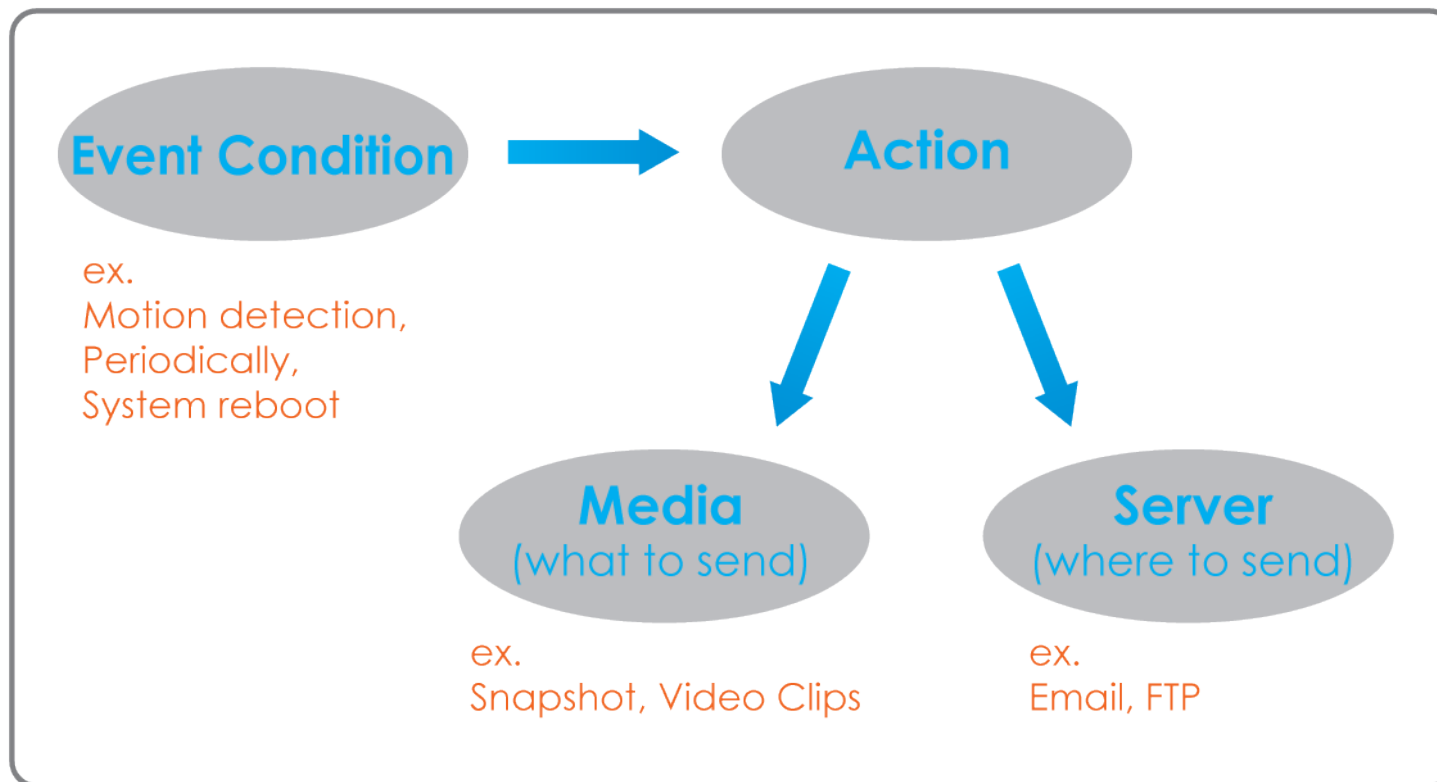 Event Condition
Action
ex.
Motion detection,
Periodically,
System reboot
Media
(what to send)
Server
(where to send)
ex.
Snapshot, Video Clips
ex.
Email, FTP